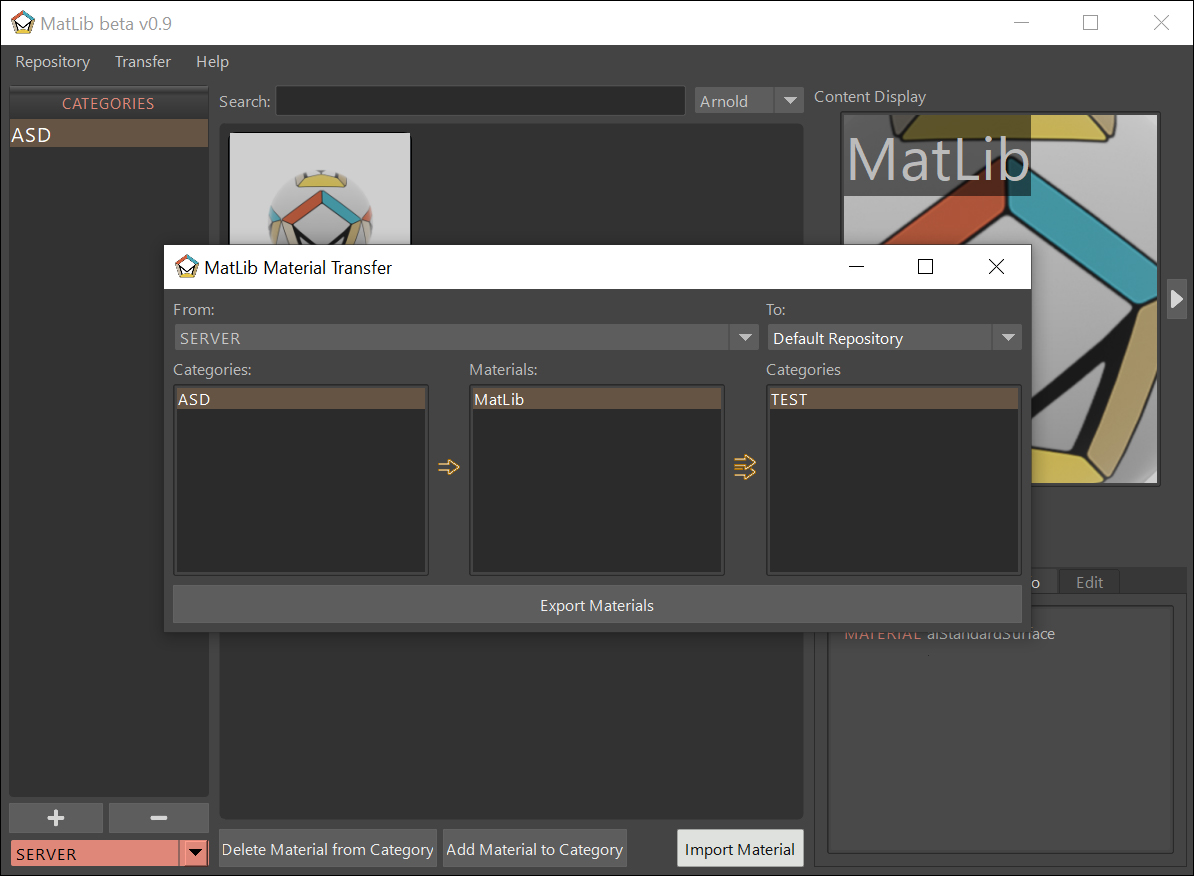 MatLib beta v0.9
Repository Transfer Help
CATEGORIES
ASD
Search:
Arnold
Content Display
MatLib
MatLib Material Transfer
From:
To:
SERVER
Default Repository
Categories:
Materials:
Categories
ASD
MatLib
TEST
Export Materials
Edit
MATERIAL aiStandardSurface
SERVER
Delete Material from Category
Add Material to Category
Import Material